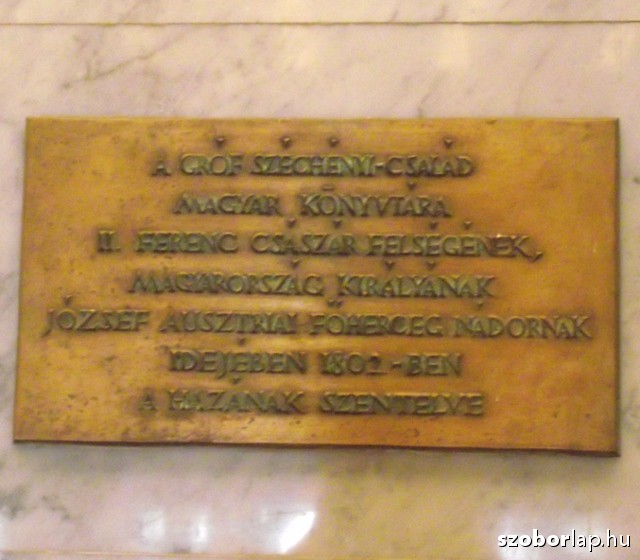 A GRÓF SZÉCHÉNYI-CSALÁD
MAGYAR KÖNYVTÁRA
II. FERENC CSÁSZÁR FELSÉGÉNEK,
MAGYARORSZÁG KIRÁLYÁNAK
JÓZSEF AUSZTRIAI FŐHERCEG NÁDORNAK
IDEJÉBEN 1802-BEN
A HAZÁNAK SZENTELVE
szoborlap.hu